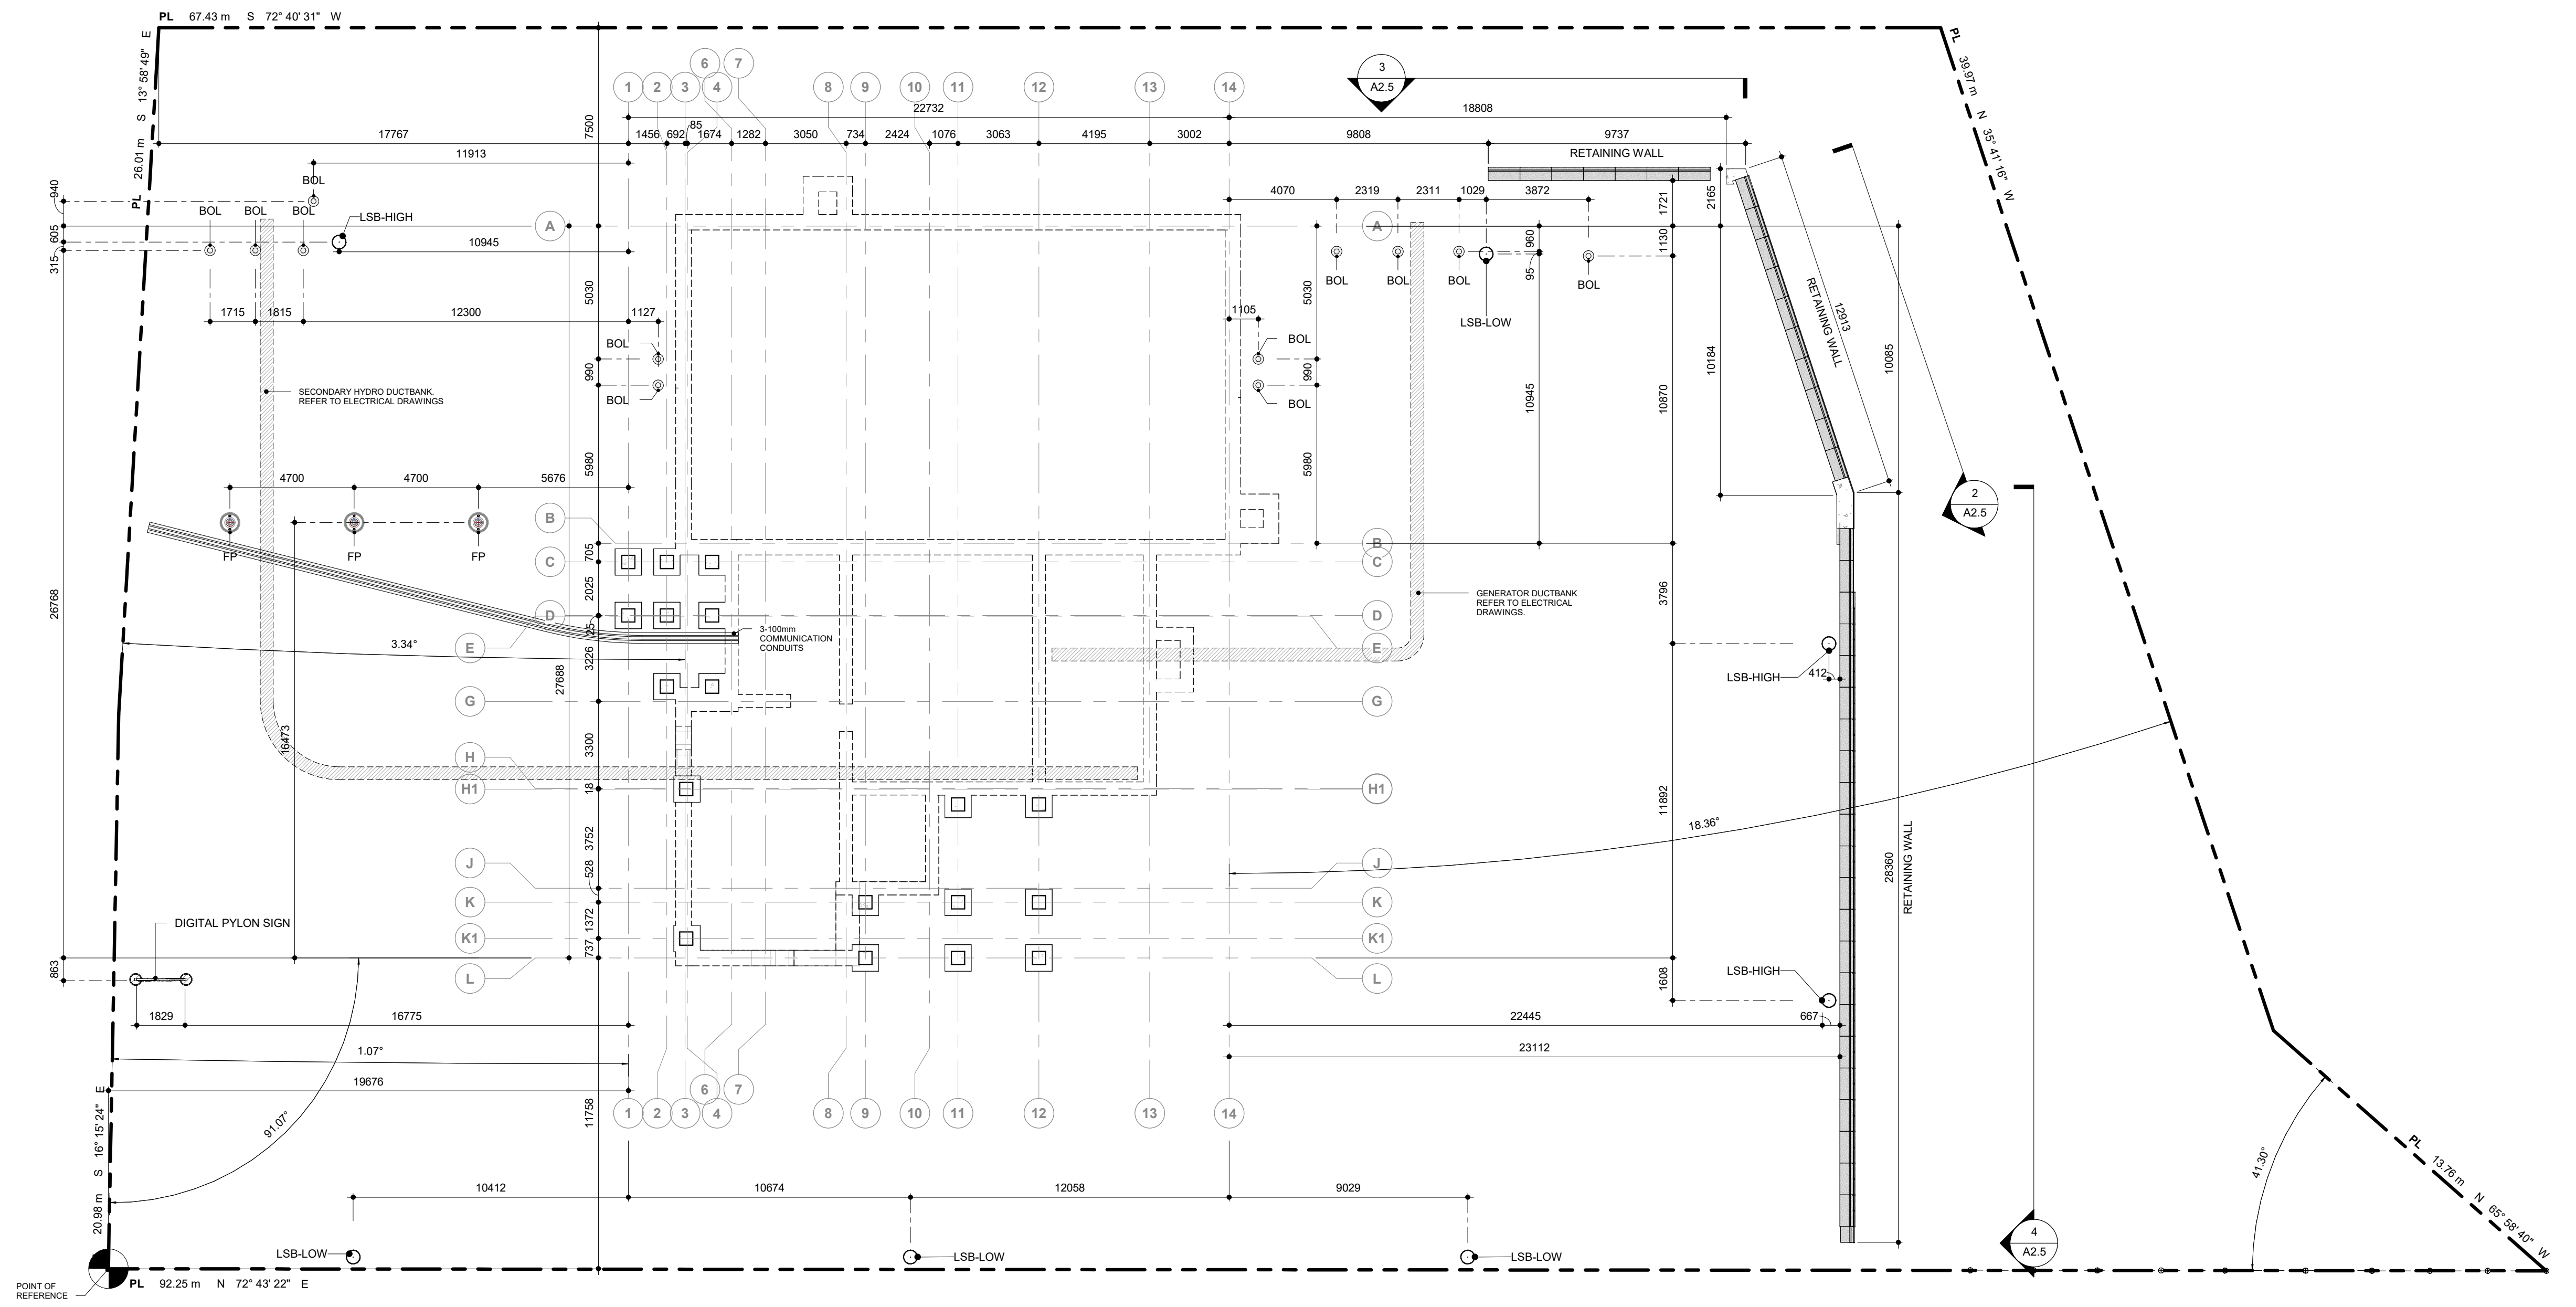 PL 67.43 m S 72° 40' 31" W
PL 26.01 m S 13° 58' 49" E
PL 39.97 m N 35° 41' 16" W
3
A2.5
6 7
1 2 3 4 8 9 10 11 12 13 14
22732
18808
7500
17767
1456 692 85 1674 1282 3050 734 2424 1076 3063 4195 3002 9808 9737
RETAINING WALL
11913
BOL
940
BOL BOL BOL
LSB-HIGH
605
315
10945
A
A
4070 2319 2311 1029 3872
1721
2165
960
95
1130
BOL BOL BOL BOL
LSB-LOW
5030
5030
1715 1815 12300 1127
1105
BOL
BOL
990
990
BOL
BOL
RETAINING WALL
12913
10184
10085
10945
10870
SECONDARY HYDRO DUCTBANK.
REFER TO ELECTRICAL DRAWINGS
5980
5980
4700 4700 5676
2
A2.5
FP FP FP
B
B
C
C
705
2025
D
D
25
E
E
3-100mm
COMMUNICATION
CONDUITS
GENERATOR DUCTBANK
REFER TO ELECTRICAL
DRAWINGS.
3796
26768
3.34°
3226
27688
LSB-HIGH
412
G
G
16473
3300
H
H1
H1
18
11892
18.36°
3752
J
J
528
K
K
1372
K1
K1
737
28360
RETAINING WALL
DIGITAL PYLON SIGN
863
L
L
LSB-HIGH
1608
1829 16775
22445
667
1.07°
23112
19676
6 7
1 2 3 4 8 9 10 11 12 13 14
91.07°
11758
20.98 m S 16° 15' 24" E
41.30°
PL 13.76 m N 65° 58' 40" W
10412 10674 12058 9029
4
A2.5
LSB-LOW
LSB-LOW
LSB-LOW
PL 92.25 m N 72° 43' 22" E
POINT OF
REFERENCE